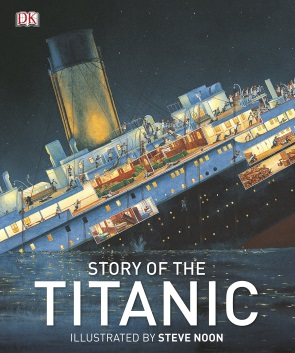 DK
STORY OF THE
TITANIC
ILLUSTRATED BY STEVE NOON